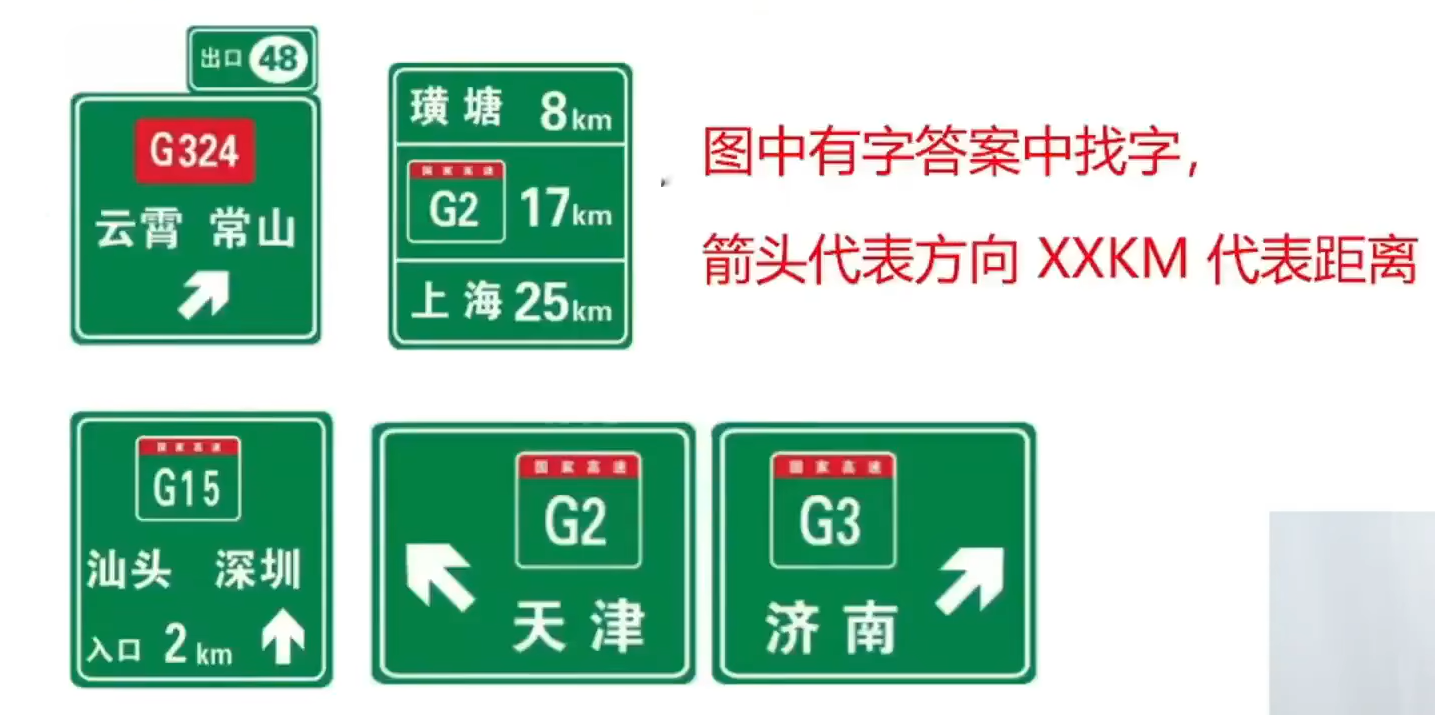 出口 48
G324
云霄 常山
璜塘 8km
国家高速
G2 17km
上海 25km
图中有字答案中找字,
箭头代表方向 XXKM 代表距离
国家高速
G15
汕头 深圳
入口 2 km
国家高速
G2
天津
国家高速
G3
济南